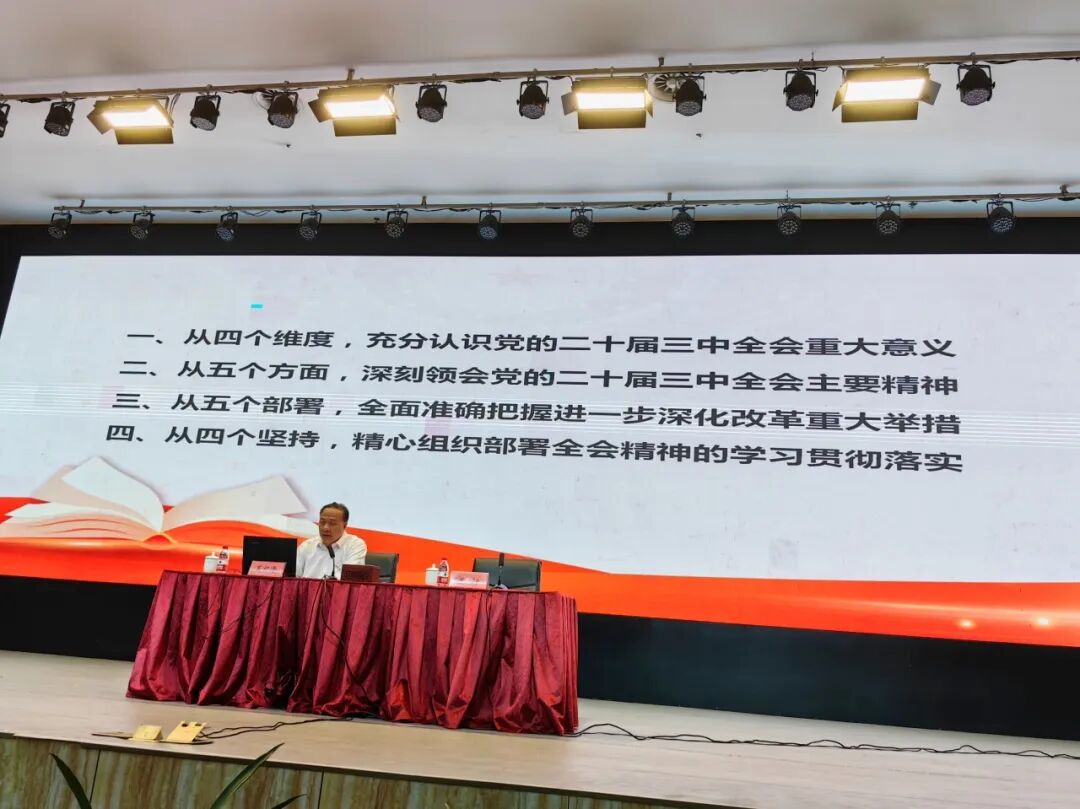 一、从四个维度，充分认识党的二十届三中全会重大意义
二、从五个方面，深刻领会党的二十届三中全会主要精神
三、从五个部署，全面准确把握进一步深化改革重大举措
四、从四个坚持，精心组织部署全会精神的学习贯彻落实